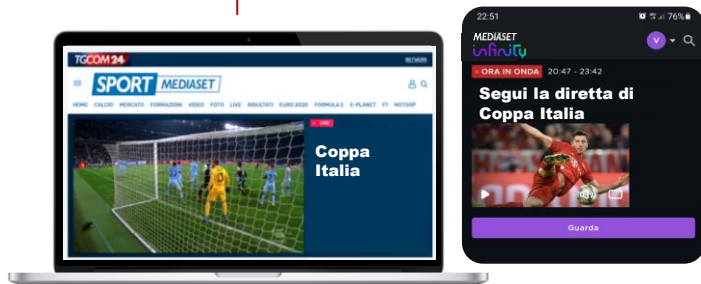 TGCOM24
NETWORK
SPORT MEDIASET
HOME CALCIO MERCATO FORMAZIONI VIDEO FOTO LIVE RISULTATI EURO 2020 FORMULA E E-PLANET F1 MOTOGP
LIVE
Coppa
Italia
22:51
76%
MEDIASET
infinity
V
ORA IN ONDA 20:47 - 23:42
Segui la diretta di
Coppa Italia
Guarda